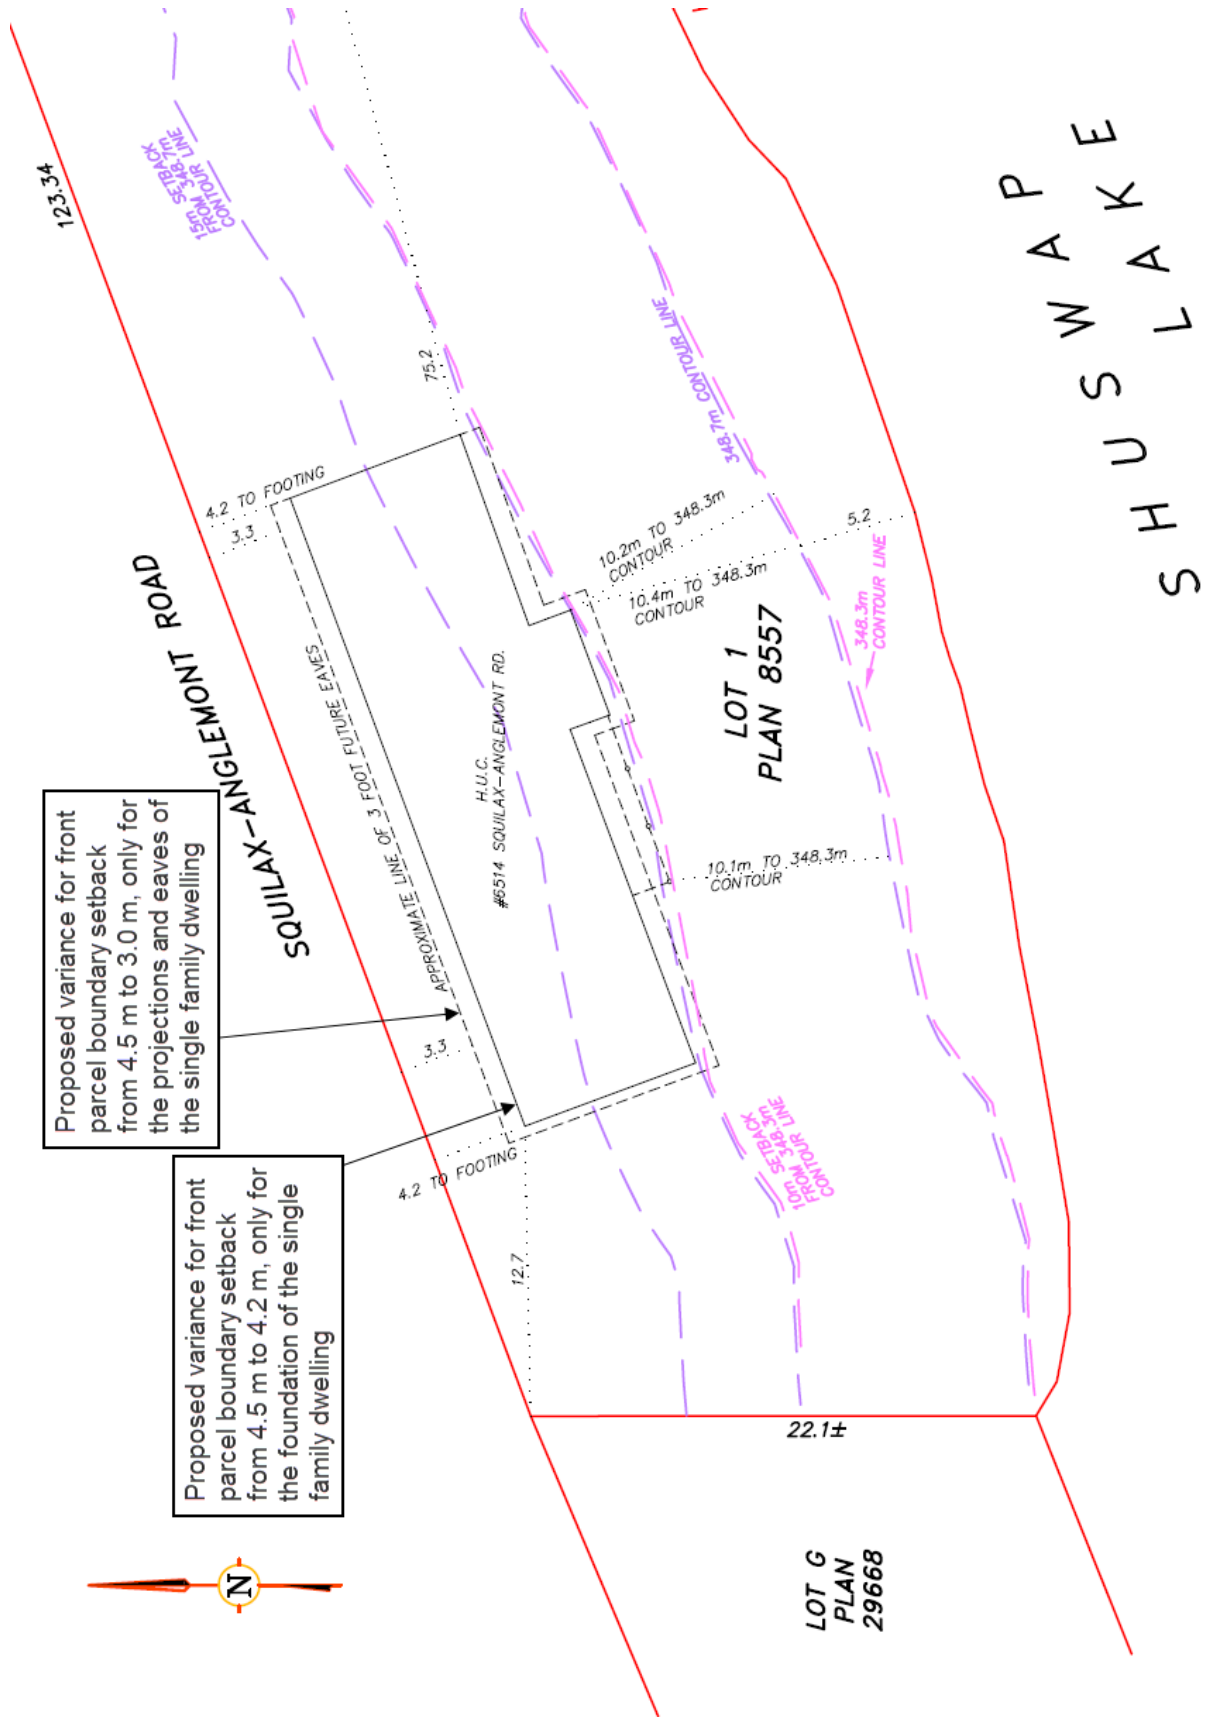 Proposed variance for front
parcel boundary setback
from 4.5 m to 3.0 m, only for
the projections and eaves of
the single family dwelling
Proposed variance for front
parcel boundary setback
from 4.5 m to 4.2 m, only for
the foundation of the single
family dwelling
N
123.34
15m SETBACK
FROM 348.7m
CONTOUR LINE
SQUILAX-ANGLEMONT ROAD
4.2 TO FOOTING
3.3
75.2
APPROXIMATE LINE OF 3 FOOT FUTURE EAVES
H.U.C.
#6514 SQUILAX-ANGLEMONT RD.
3.3
4.2 TO FOOTING
12.7
348.7m CONTOUR LINE
10.2m TO 348.3m
CONTOUR
10.4m TO 348.3m
CONTOUR
5.2
348.3m
CONTOUR LINE
LOT 1
PLAN 8557
10.1m TO 348.3m
CONTOUR
10m SETBACK
FROM 348.3m
CONTOUR LINE
22.1±
LOT G
PLAN
29668
SHUSWAP
LAKE